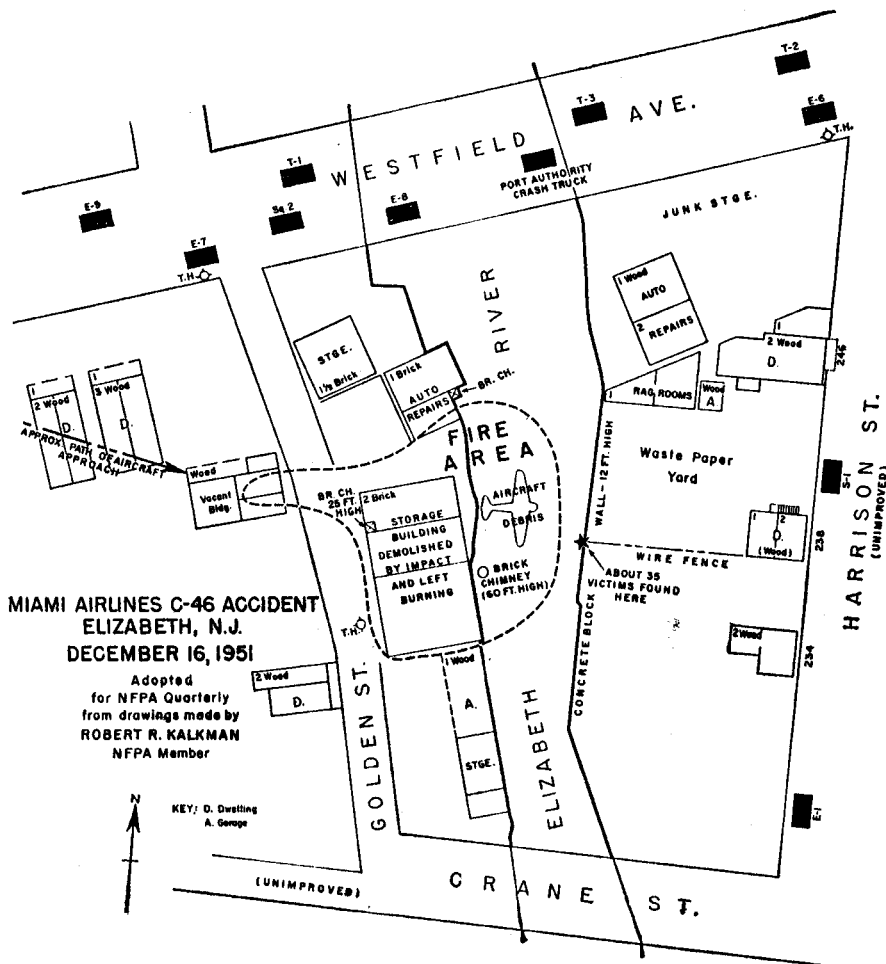 T-2
T-3
E-6
AVE.
T.H.
T-1
WESTFIELD
PORT AUTHORITY
CRASH TRUCK
E-9
Sq.2
E-8
E-7
T.H.
JUNK STGE.
1 Wood
AUTO
2
REPAIRS
STGE.
1½ Brick
1 Brick
AUTO
REPAIRS
BR. CH.
RIVER
1
2 Wood
D.
246
1
RAG ROOMS
Wood
A
1
2 Wood
D.
1
3 Wood
D.
APPROX. PATH OF AIRCRAFT
APPROACH
Wood
Vacant
Bldg.
FIRE
AREA
BR. CH.
25 FT.
HIGH
2 Brick
STORAGE
BUILDING
DEMOLISHED
BY IMPACT
AND LEFT
BURNING
AIRCRAFT
DEBRIS
BRICK
CHIMNEY
(60 FT. HIGH)
WALL-12 FT. HIGH
CONCRETE BLOCK
Waste Paper
Yard
S-1
HARRISON ST.
(UNIMPROVED)
1
2
D.
(Wood)
238
WIRE FENCE
ABOUT 35
VICTIMS FOUND
HERE
2 Wood
234
MIAMI AIRLINES C-46 ACCIDENT
ELIZABETH, N.J.
DECEMBER 16, 1951
Adopted
for NFPA Quarterly
from drawings made by
ROBERT R. KALKMAN
NFPA Member
T.H.
2 Wood
D.
GOLDEN ST.
1 Wood
A.
STGE.
ELIZABETH
E-1
N
KEY: D. Dwelling
A. Garage
(UNIMPROVED)
CRANE ST.